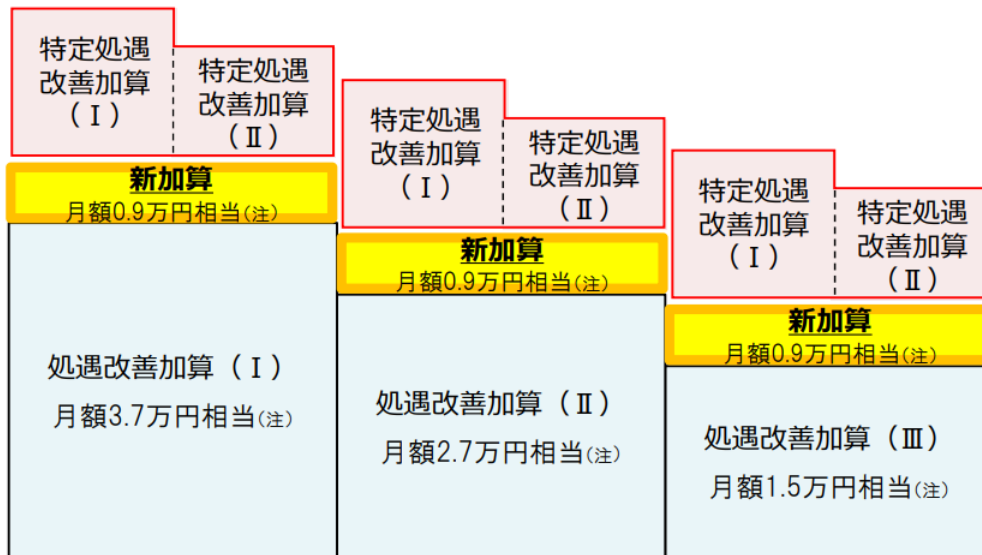 特定処遇
改善加算
（Ⅰ）
特定処遇
改善加算
（Ⅱ）
新加算
月額0.9万円相当(注)
処遇改善加算（Ⅰ）
月額3.7万円相当(注)
特定処遇
改善加算
（Ⅰ）
特定処遇
改善加算
（Ⅱ）
新加算
月額0.9万円相当(注)
処遇改善加算（Ⅱ）
月額2.7万円相当(注)
特定処遇
改善加算
（Ⅰ）
特定処遇
改善加算
（Ⅱ）
新加算
月額0.9万円相当(注)
処遇改善加算（Ⅲ）
月額1.5万円相当(注)